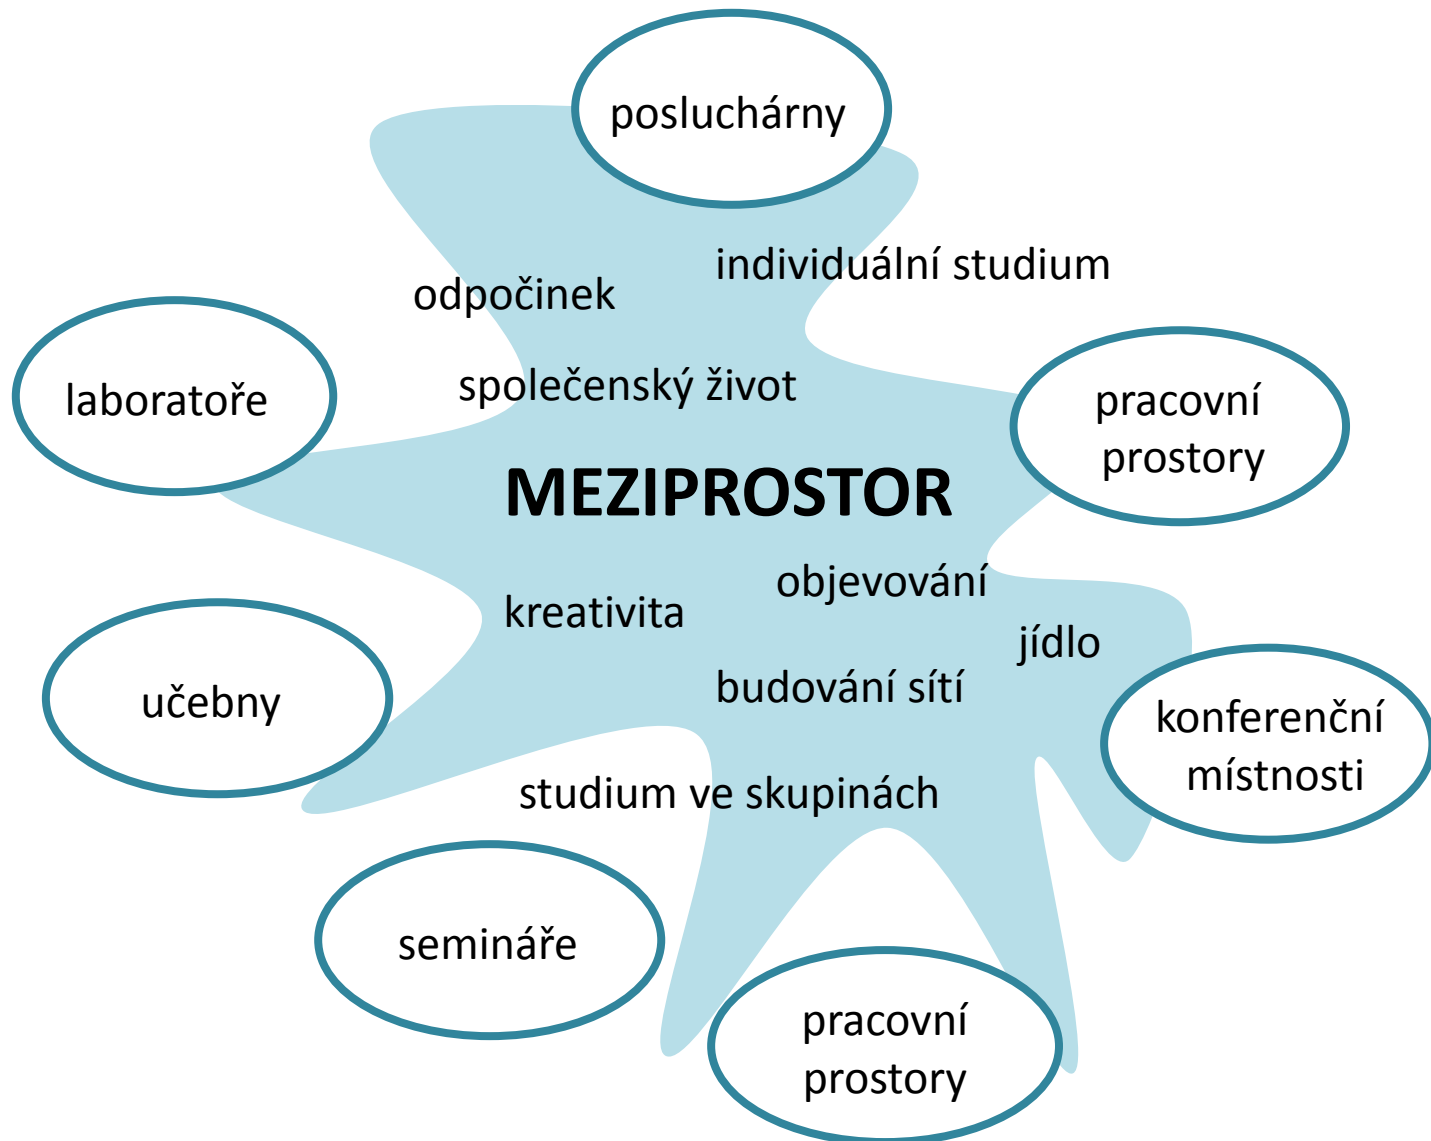 posluchárny
individuální studium
odpočinek
společenský život
laboratoře
pracovní
prostory
MEZIPROSTOR
objevování
kreativita
jídlo
budování sítí
učebny
konferenční
místnosti
studium ve skupinách
semináře
pracovní
prostory